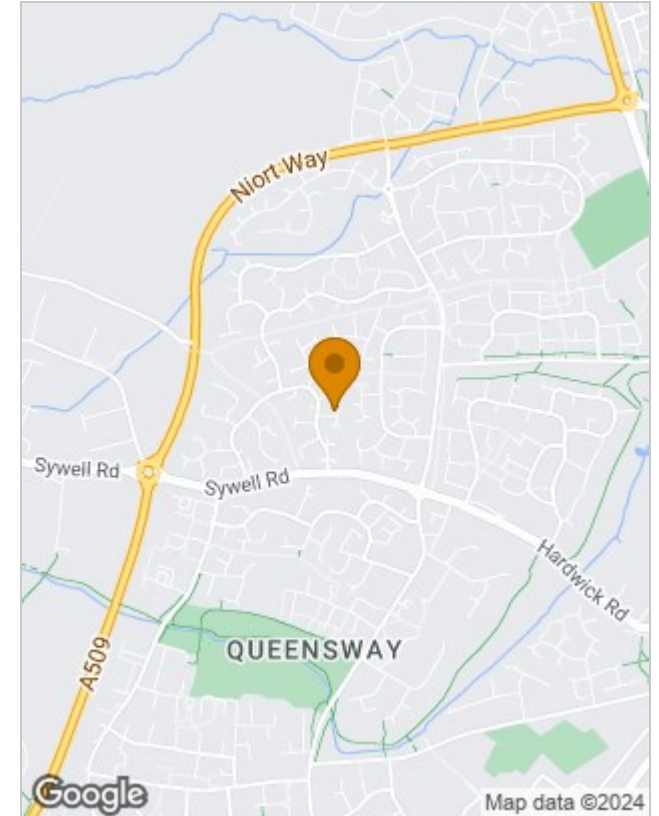 Niort Way
Sywell Rd
Sywell Rd
Hardwick Rd
QUEENSWAY
A509
Google
Map data ©2024